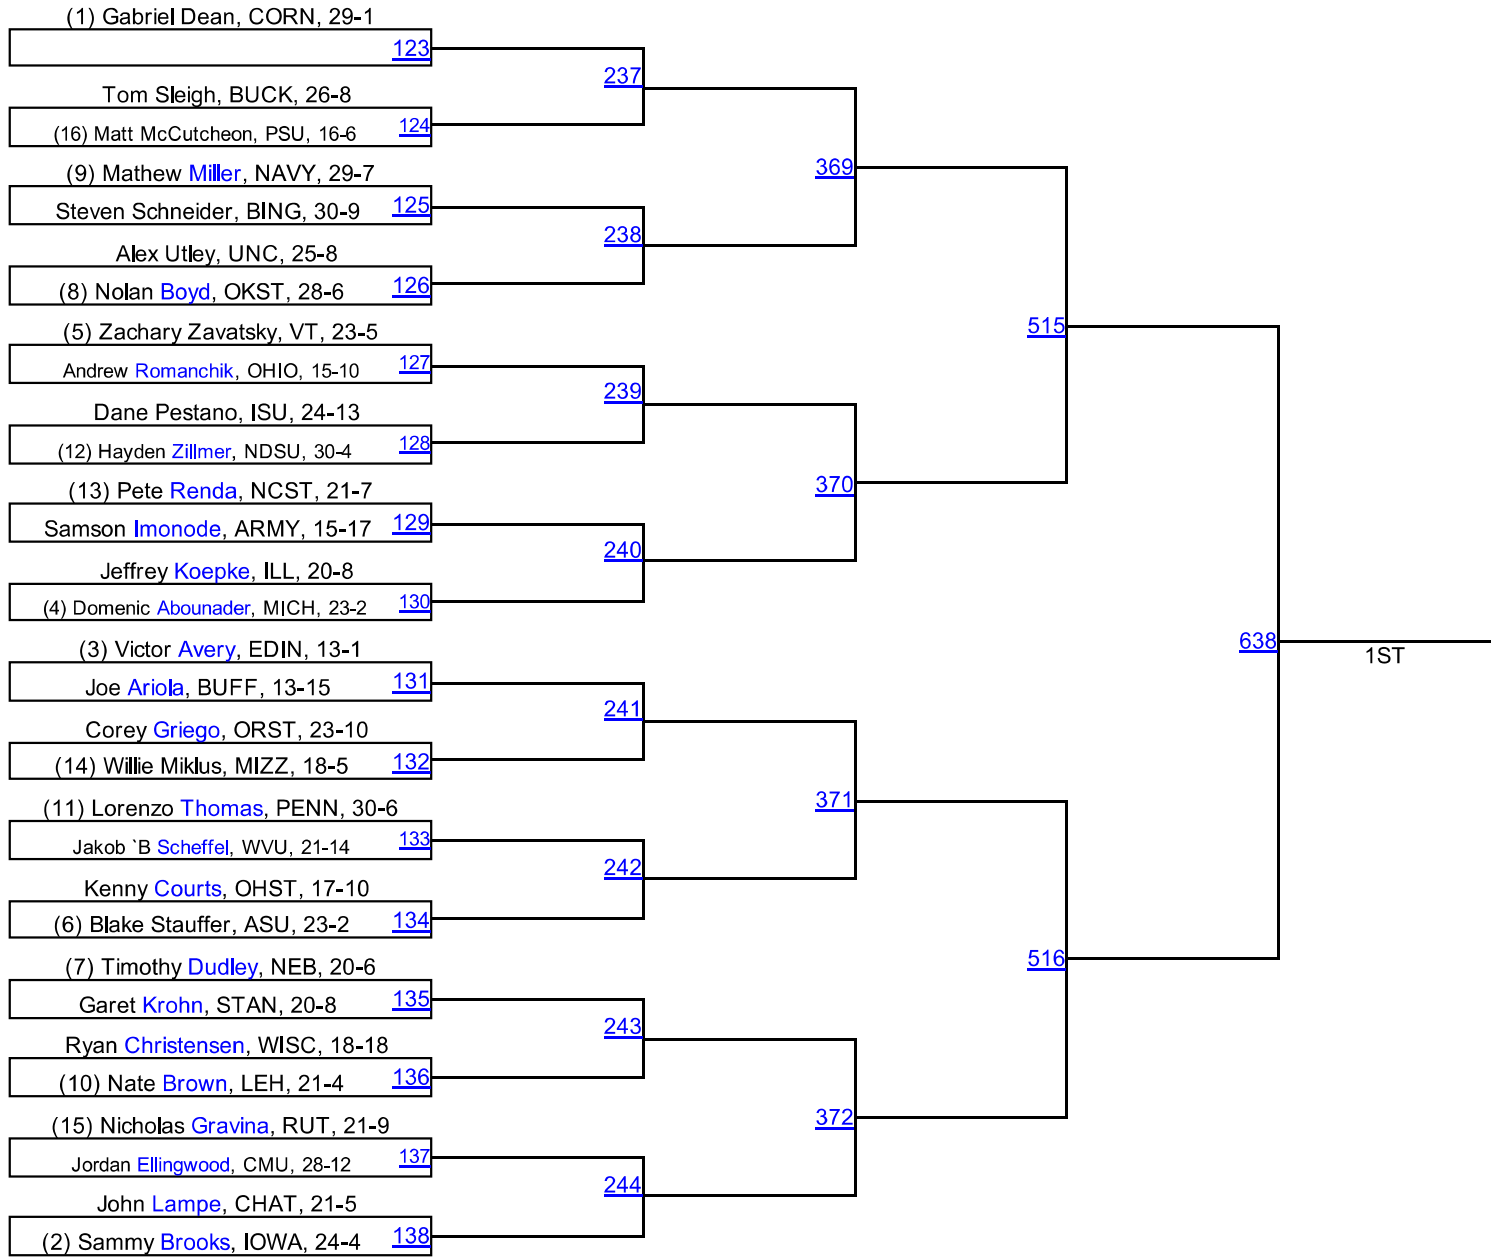 (1) Gabriel Dean, CORN, 29-1
123
237
Tom Sleigh, BUCK, 26-8
(16) Matt McCutcheon, PSU, 16-6 124
369
(9) Mathew Miller, NAVY, 29-7
Steven Schneider, BING, 30-9 125
238
Alex Utley, UNC, 25-8
(8) Nolan Boyd, OKST, 28-6 126
515
(5) Zachary Zavatsky, VT, 23-5
Andrew Romanchik, OHIO, 15-10 127
239
Dane Pestano, ISU, 24-13
(12) Hayden Zillmer, NDSU, 30-4 128
370
(13) Pete Renda, NCST, 21-7
Samson Imonode, ARMY, 15-17 129
240
Jeffrey Koepke, ILL, 20-8
(4) Domenic Abounader, MICH, 23-2 130
638
1ST
(3) Victor Avery, EDIN, 13-1
Joe Ariola, BUFF, 13-15 131
241
Corey Griego, ORST, 23-10
(14) Willie Miklus, MIZZ, 18-5 132
371
(11) Lorenzo Thomas, PENN, 30-6
Jakob `B Scheffel, WVU, 21-14 133
242
Kenny Courts, OHST, 17-10
(6) Blake Stauffer, ASU, 23-2 134
516
(7) Timothy Dudley, NEB, 20-6
Garet Krohn, STAN, 20-8 135
243
Ryan Christensen, WISC, 18-18
(10) Nate Brown, LEH, 21-4 136
372
(15) Nicholas Gravina, RUT, 21-9
Jordan Ellingwood, CMU, 28-12 137
244
John Lampe, CHAT, 21-5
(2) Sammy Brooks, IOWA, 24-4 138